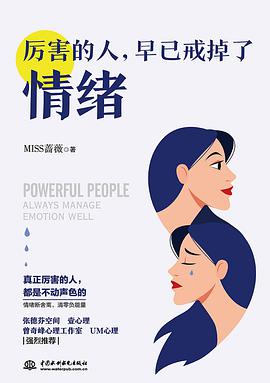 厉害的人，早已戒掉了
情绪
MISS蔷薇 著
POWERFUL PEOPLE
ALWAYS MANAGE
EMOTION WELL
真正厉害的人，
都是不动声色的
情绪断舍离，清零负能量
张德芬空间 壹心理
曾奇峰心理工作室 UM心理
|强烈推荐|
中国水利水电出版社
www.waterpub.com.cn